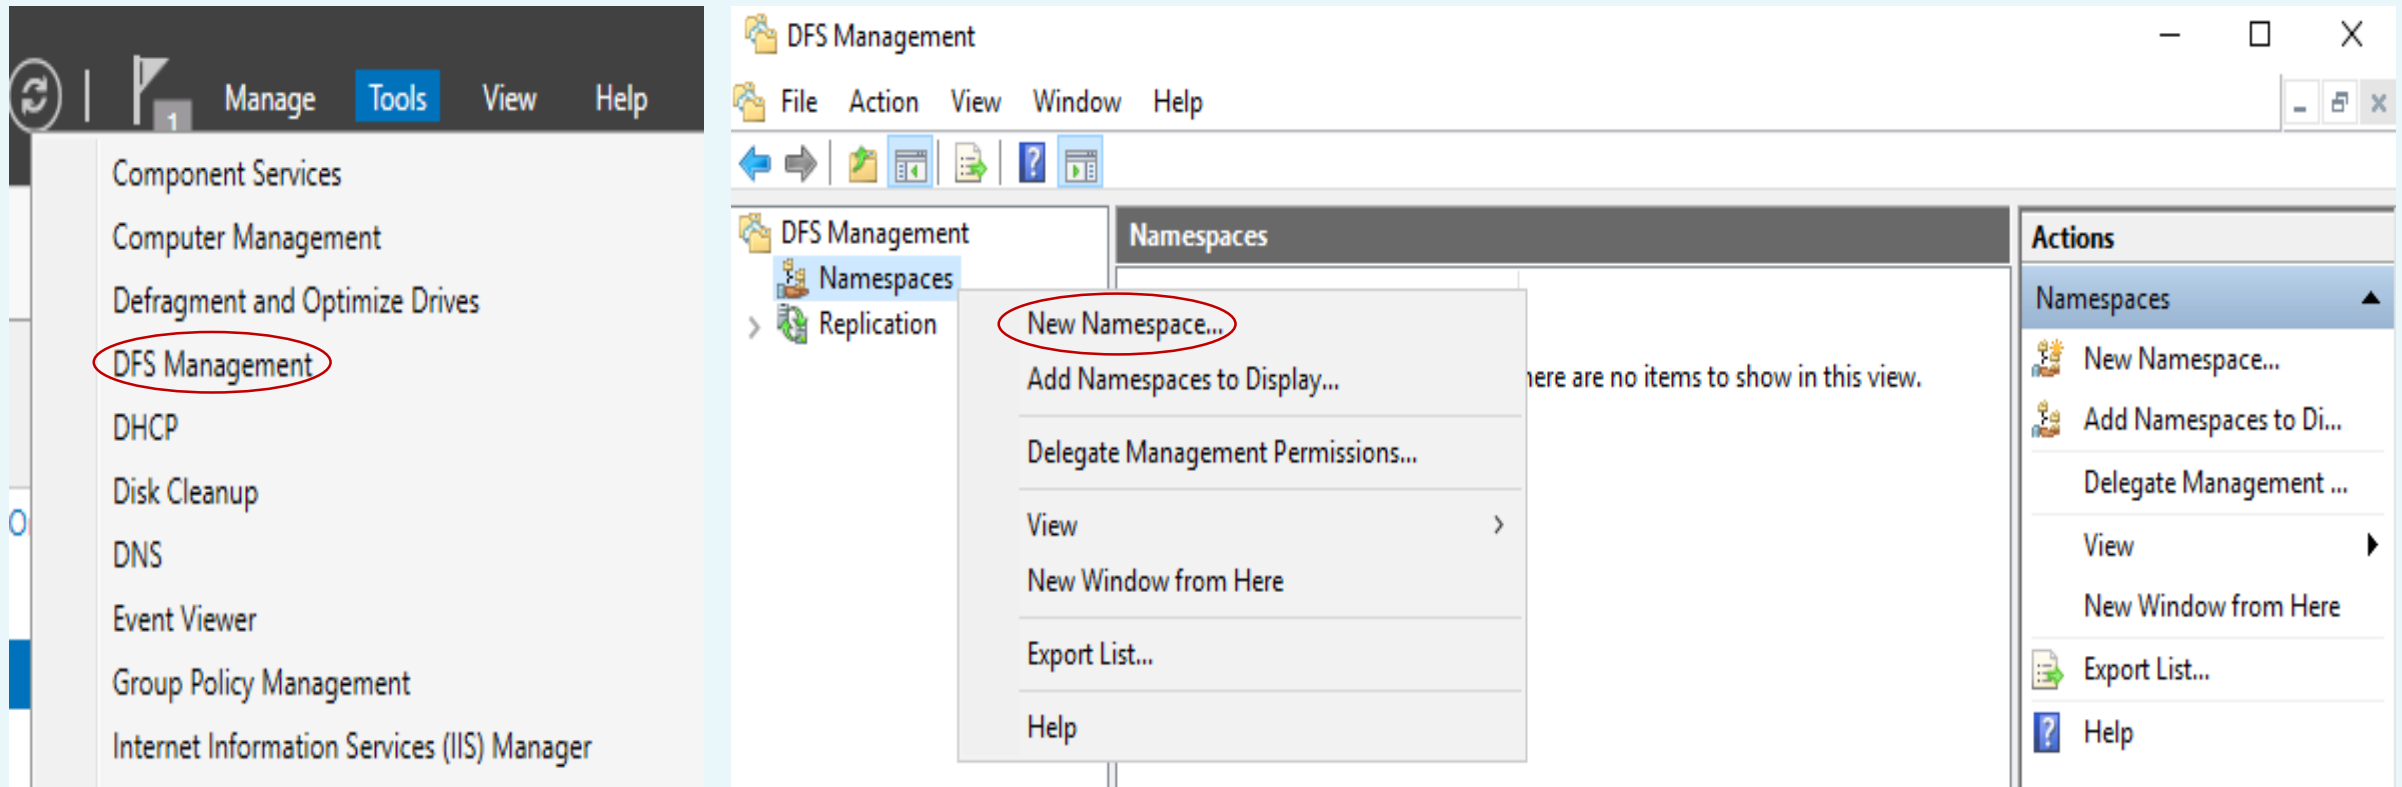 Manage Tools View Help
1
Component Services
Computer Management
Defragment and Optimize Drives
DFS Management
DHCP
Disk Cleanup
DNS
Event Viewer
Group Policy Management
Internet Information Services (IIS) Manager
DFS Management
File Action View Window Help
DFS Management
Namespaces
Replication
Namespaces
here are no items to show in this view.
New Namespace...
Add Namespaces to Display...
Delegate Management Permissions...
View
New Window from Here
Export List...
Help
Actions
Namespaces
New Namespace...
Add Namespaces to Di...
Delegate Management ...
View
New Window from Here
Export List...
Help